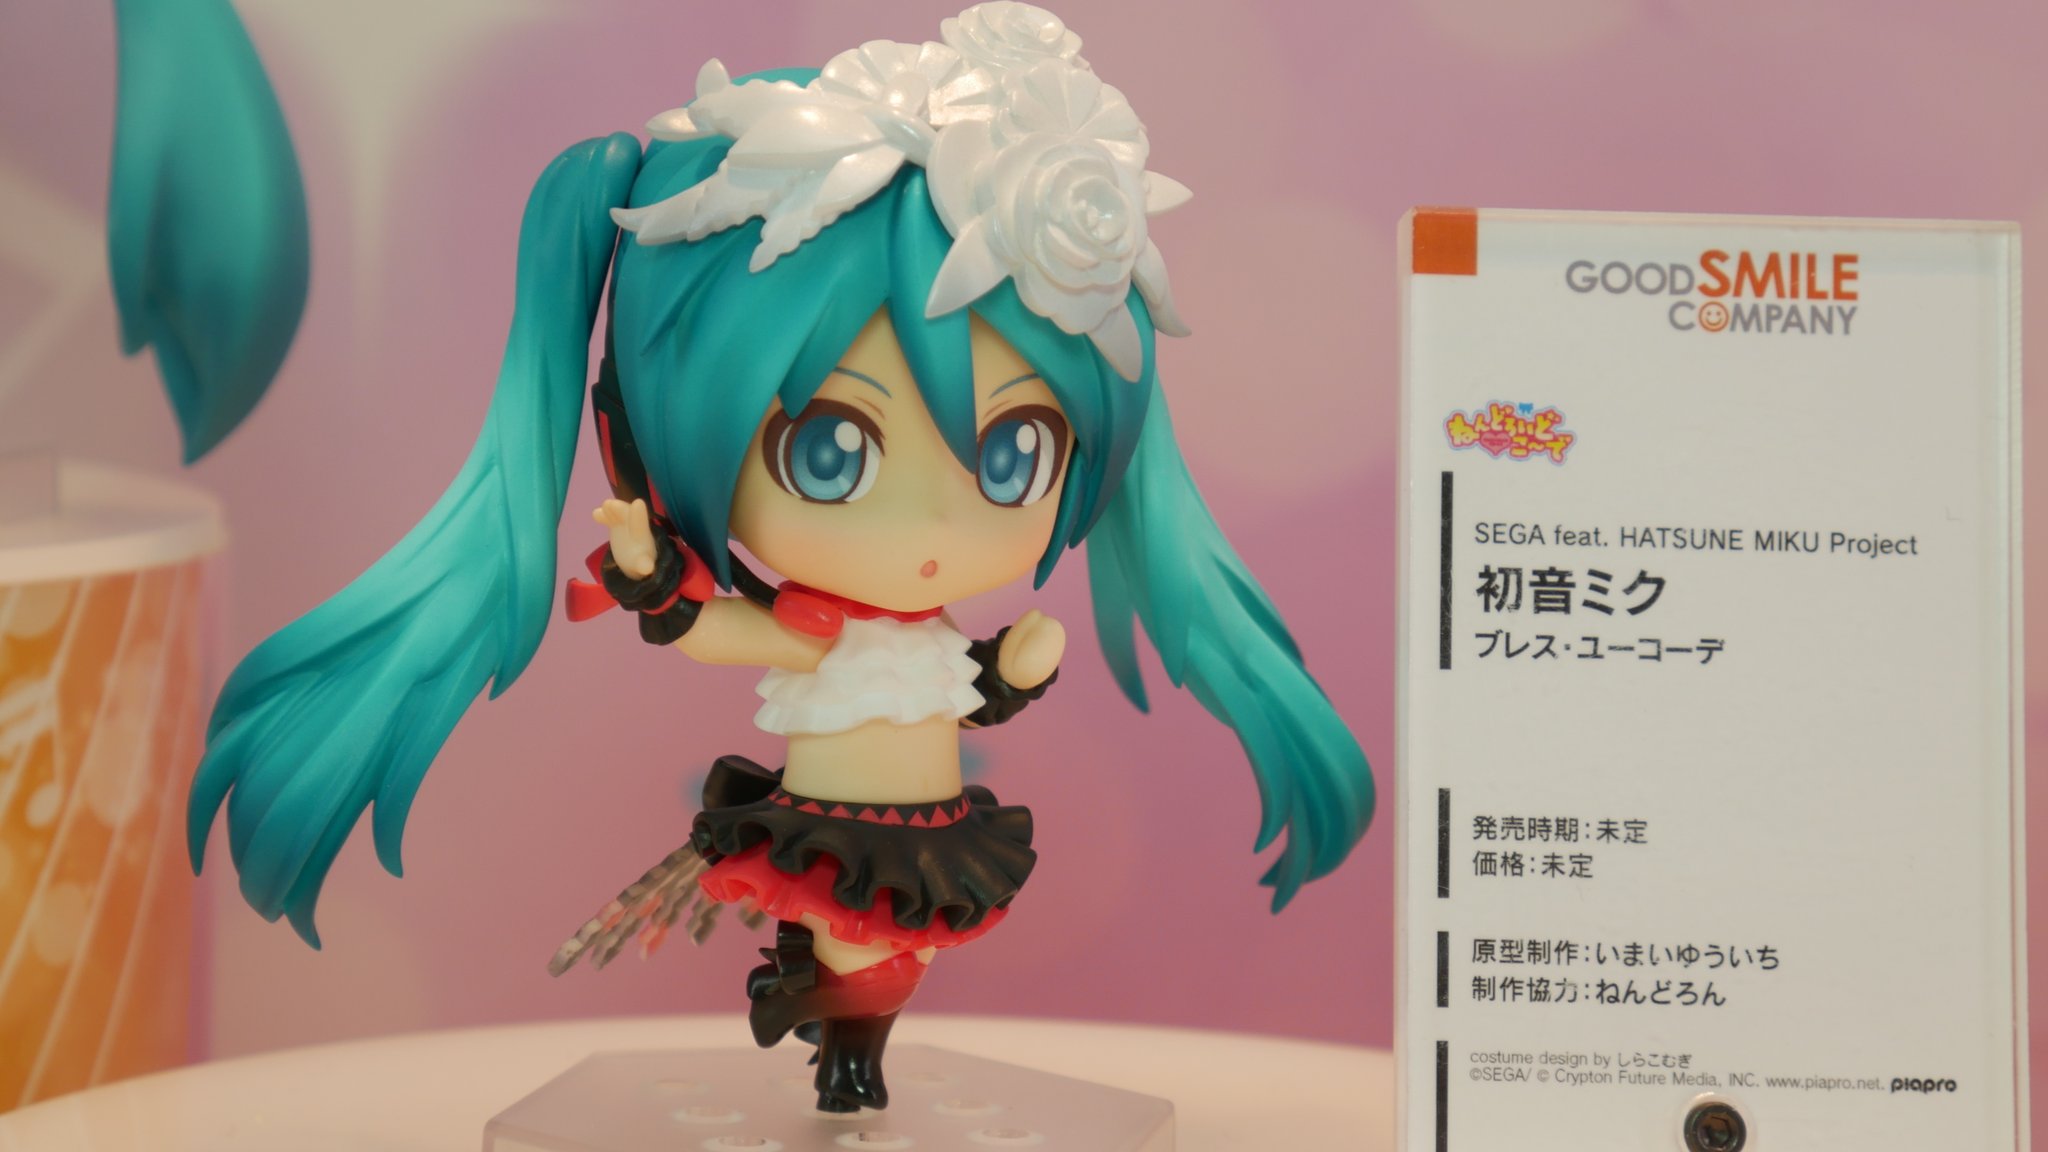 GOODSMILE
COMPANY
ねんどろいど
こ～で
SEGA feat. HATSUNE MIKU Project
初音ミク
ブレス・ユーコーデ
発売時期：未定
価格：未定
原型制作：いまいゆういち
制作協力：ねんどろん
costume design by しらこむぎ
©SEGA/ © Crypton Future Media, INC. www.piapro.net. piapro